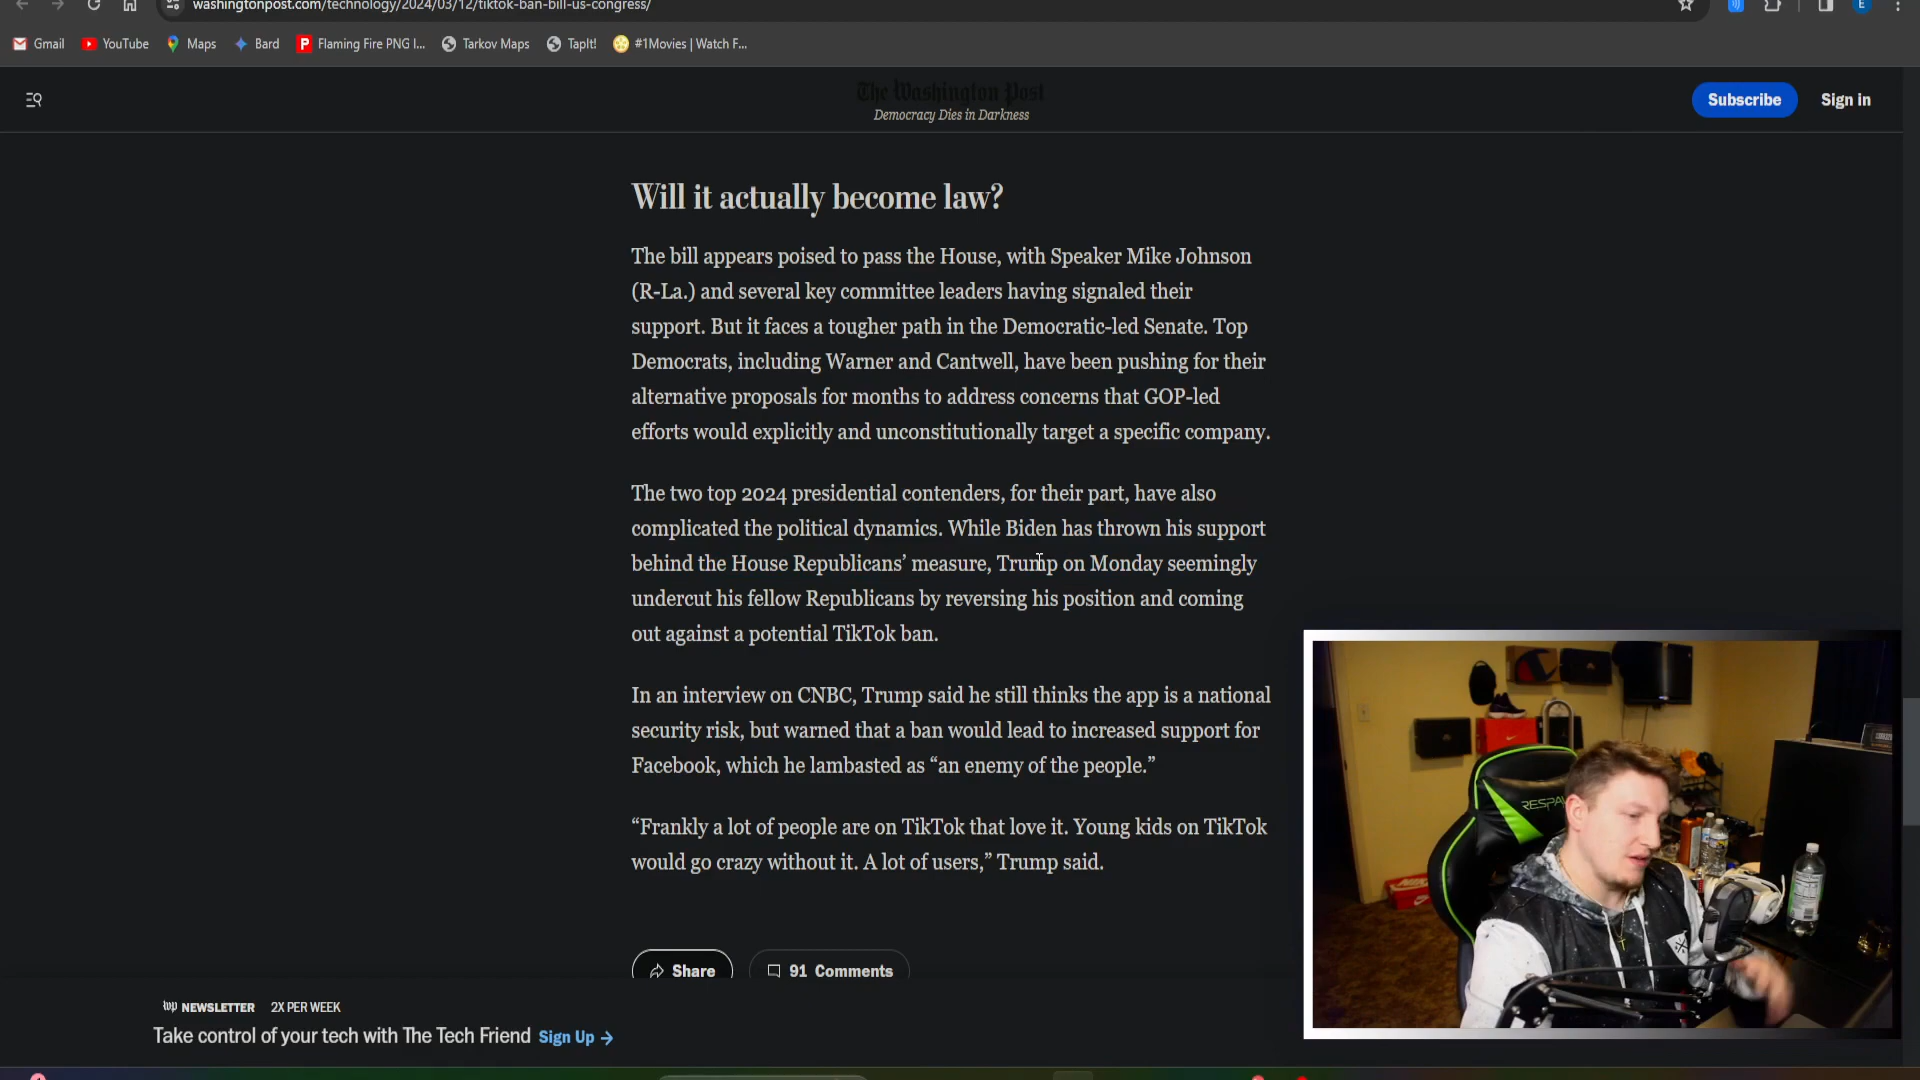 washingtonpost.com/technology/2024/03/12/tiktok-ban-bill-us-congress/
E
Gmail
YouTube
Maps
Bard
Flaming Fire PNG I...
Tarkov Maps
TapIt!
#1Movies | Watch F...
The Washington Post
Democracy Dies in Darkness
Subscribe
Sign in
Will it actually become law?
The bill appears poised to pass the House, with Speaker Mike Johnson
(R-La.) and several key committee leaders having signaled their
support. But it faces a tougher path in the Democratic-led Senate. Top
Democrats, including Warner and Cantwell, have been pushing for their
alternative proposals for months to address concerns that GOP-led
efforts would explicitly and unconstitutionally target a specific company.
The two top 2024 presidential contenders, for their part, have also
complicated the political dynamics. While Biden has thrown his support
behind the House Republicans’ measure, Trump on Monday seemingly
undercut his fellow Republicans by reversing his position and coming
out against a potential TikTok ban.
In an interview on CNBC, Trump said he still thinks the app is a national
security risk, but warned that a ban would lead to increased support for
Facebook, which he lambasted as “an enemy of the people.”
“Frankly a lot of people are on TikTok that love it. Young kids on TikTok
would go crazy without it. A lot of users,” Trump said.
Share
91 Comments
wp NEWSLETTER 2X PER WEEK
Take control of your tech with The Tech Friend Sign Up →
RESPAW